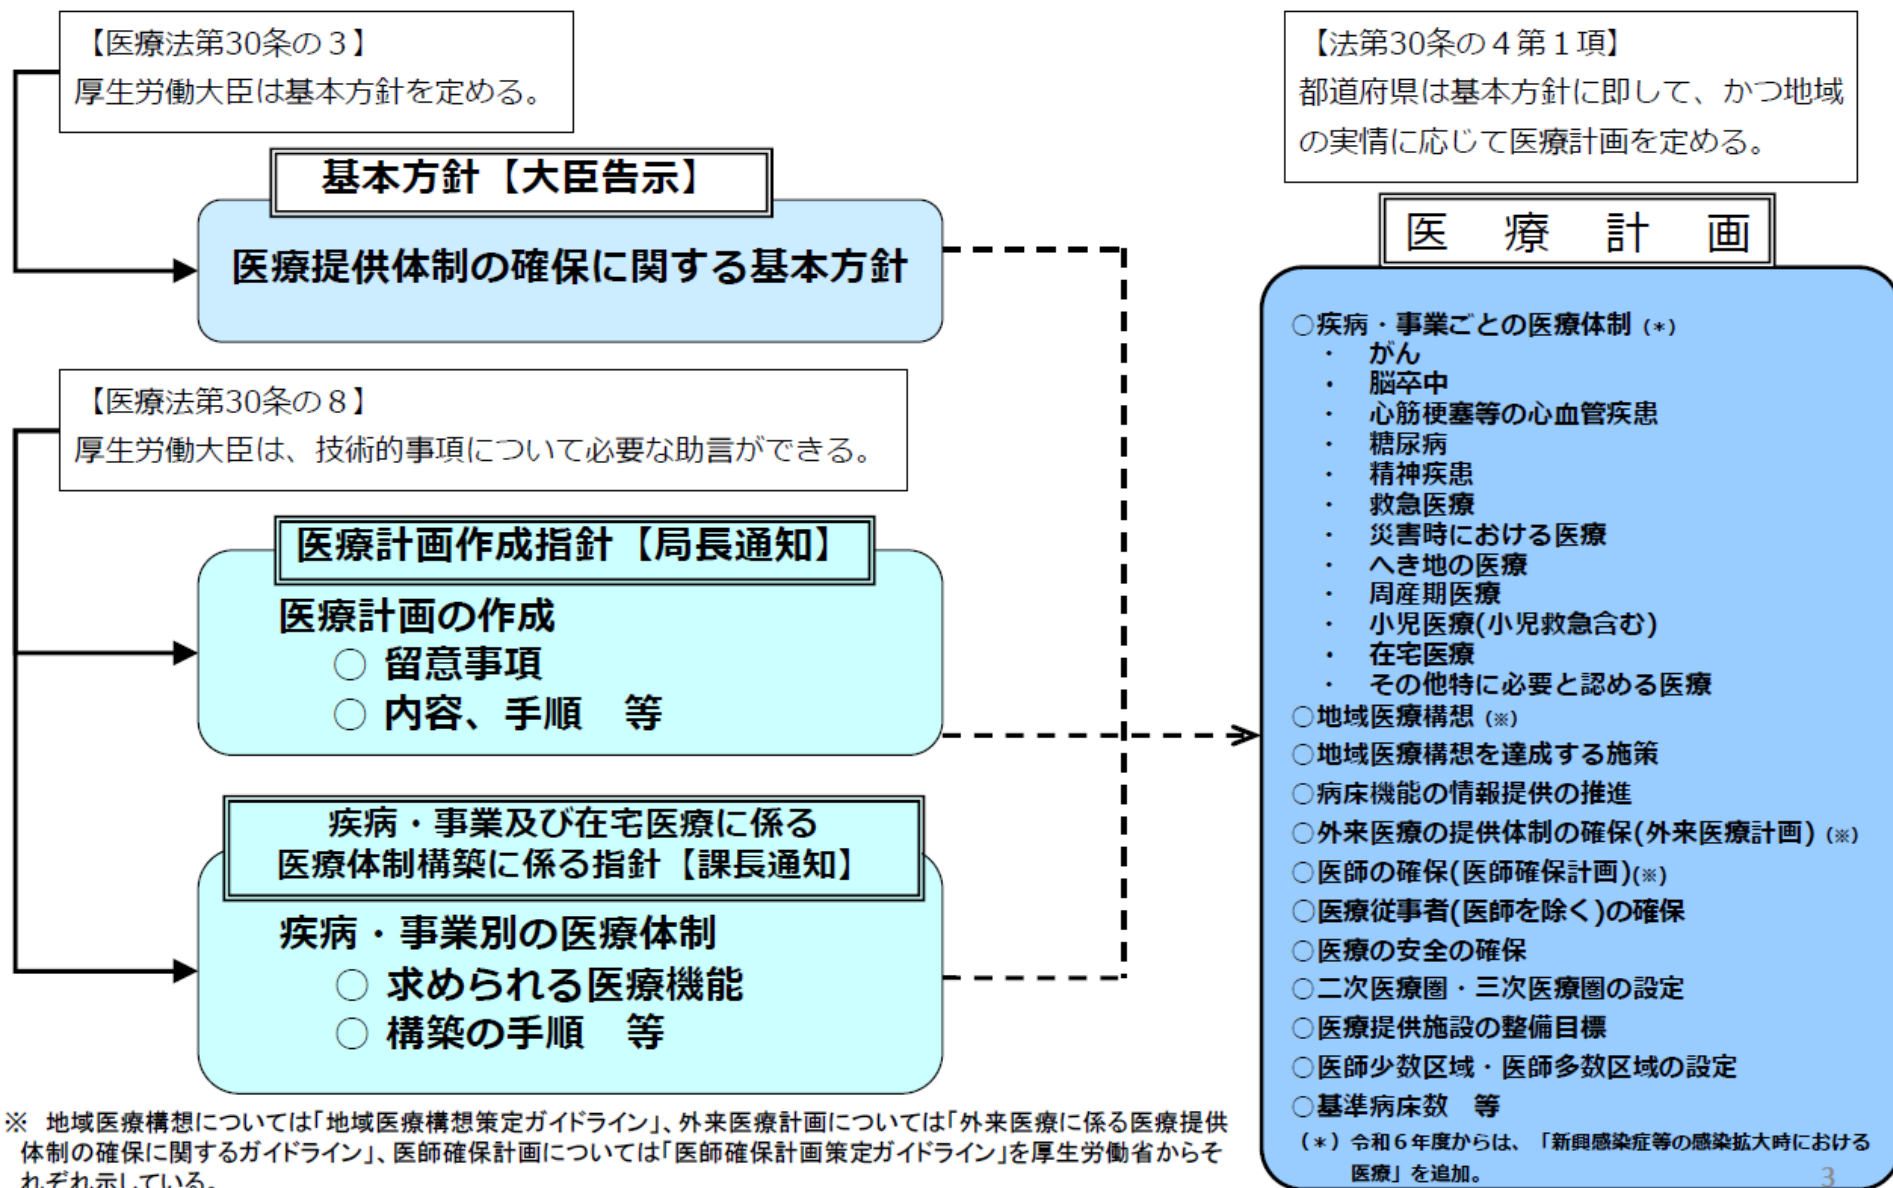 【医療法第30条の３】
厚生労働大臣は基本方針を定める。
基本方針【大臣告示】
医療提供体制の確保に関する基本方針
【医療法第30条の８】
厚生労働大臣は、技術的事項について必要な助言ができる。
医療計画作成指針【局長通知】
医療計画の作成
○ 留意事項
○ 内容、手順　等
疾病・事業及び在宅医療に係る
医療体制構築に係る指針【課長通知】
疾病・事業別の医療体制
○ 求められる医療機能
○ 構築の手順　等
※　地域医療構想については「地域医療構想策定ガイドライン」、外来医療計画については「外来医療に係る医療提供
体制の確保に関するガイドライン」、医師確保計画については「医師確保計画策定ガイドライン」を厚生労働省からそ
れぞれ示している。
【法第30条の４第１項】
都道府県は基本方針に即して、かつ地域
の実情に応じて医療計画を定める。
医　療　計　画
○疾病・事業ごとの医療体制（*）
・　がん
・　脳卒中
・　心筋梗塞等の心血管疾患
・　糖尿病
・　精神疾患
・　救急医療
・　災害時における医療
・　へき地の医療
・　周産期医療
・　小児医療(小児救急含む)
・　在宅医療
・　その他特に必要と認める医療
○地域医療構想（※）
○地域医療構想を達成する施策
○病床機能の情報提供の推進
○外来医療の提供体制の確保(外来医療計画)（※）
○医師の確保(医師確保計画)(※)
○医療従事者(医師を除く)の確保
○医療の安全の確保
○二次医療圏・三次医療圏の設定
○医療提供施設の整備目標
○医師少数区域・医師多数区域の設定
○基準病床数　等
（*）令和６年度からは、「新興感染症等の感染拡大時における
医療」を追加。
3